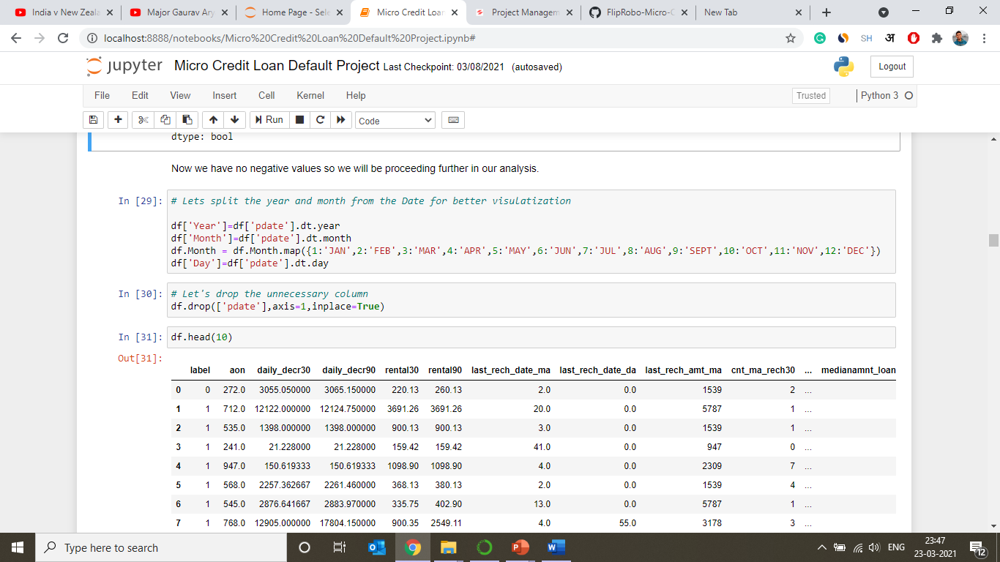 India v New Zeala
Major Gaurav Ary
Home Page - Sele
Micro Credit Loan
Project Managem
FlipRobo-Micro-C
New Tab
localhost:8888/notebooks/Micro%20Credit%20Loan%20Default%20Project.ipynb#
SH
अ
jupyter Micro Credit Loan Default Project Last Checkpoint: 03/08/2021 (autosaved)
Logout
File Edit View Insert Cell Kernel Help
Trusted
Python 3
Run
Code
dtype: bool
Now we have no negative values so we will be proceeding further in our analysis.
In [29]:
# Lets split the year and month from the Date for better visulatization
df['Year']=df['pdate'].dt.year
df['Month']=df['pdate'].dt.month
df.Month = df.Month.map({1:'JAN',2:'FEB',3:'MAR',4:'APR',5:'MAY',6:'JUN',7:'JUL',8:'AUG',9:'SEPT',10:'OCT',11:'NOV',12:'DEC'})
df['Day']=df['pdate'].dt.day
In [30]:
# Let's drop the unnecessary column
df.drop(['pdate'],axis=1,inplace=True)
In [31]:
df.head(10)
Out[31]:
label aon daily_decr30 daily_decr90 rental30 rental90 last_rech_date_ma last_rech_date_da last_rech_amt_ma cnt_ma_rech30 ... medianamnt_loan
0 0 272.0 3055.050000 3065.150000 220.13 260.13 2.0 0.0 1539 2 ...
1 1 712.0 12122.000000 12124.750000 3691.26 3691.26 20.0 0.0 5787 1 ...
2 1 535.0 1398.000000 1398.000000 900.13 900.13 3.0 0.0 1539 1 ...
3 1 241.0 21.228000 21.228000 159.42 159.42 41.0 0.0 947 0 ...
4 1 947.0 150.619333 150.619333 1098.90 1098.90 4.0 0.0 2309 7 ...
5 1 568.0 2257.362667 2261.460000 368.13 380.13 2.0 0.0 1539 4 ...
6 1 545.0 2876.641667 2883.970000 335.75 402.90 13.0 0.0 5787 1 ...
7 1 768.0 12905.000000 17804.150000 900.35 2549.11 4.0 55.0 3178 3 ...
Type here to search
ENG
23:47
23-03-2021
12